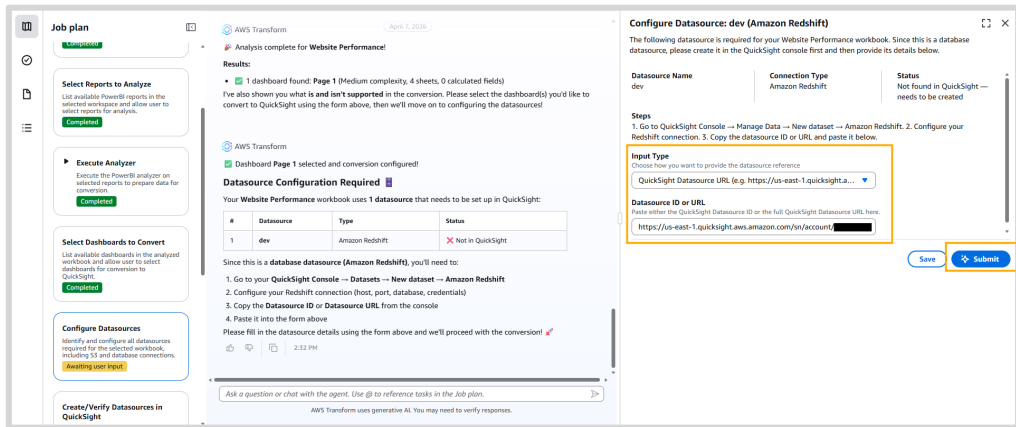 Job plan
Completed
Select Reports to Analyze
List available PowerBI reports in the
selected workspace and allow user to
select reports for analysis.
Completed
Execute Analyzer
Execute the PowerBI analyzer on
selected reports to prepare data for
conversion.
Completed
Select Dashboards to Convert
List available dashboards in the analyzed
workbook and allow user to select
dashboards for conversion to
QuickSight.
Completed
Configure Datasources
Identify and configure all datasources
required for the selected workbook,
including S3 and database connections.
Awaiting user input
Create/Verify Datasources in
QuickSight
April 7, 2026
AWS Transform
🎉 Analysis complete for Website Performance!
Results:
• ✅ 1 dashboard found: Page 1 (Medium complexity, 4 sheets, 0 calculated fields)
I've also shown you what is and isn't supported in the conversion. Please select the dashboard(s) you'd like to
convert to QuickSight using the form above, then we'll move on to configuring the datasources!
AWS Transform
✅ Dashboard Page 1 selected and conversion configured!
Datasource Configuration Required
Your Website Performance workbook uses 1 datasource that needs to be set up in QuickSight:
# Datasource Type Status
1 dev Amazon Redshift ❌ Not in QuickSight
Since this is a database datasource (Amazon Redshift), you'll need to:
1. Go to your QuickSight Console → Datasets → New dataset → Amazon Redshift
2. Configure your Redshift connection (host, port, database, credentials)
3. Copy the Datasource ID or Datasource URL from the console
4. Paste it into the form above
Please fill in the datasource details using the form above and we'll proceed with the conversion! 🚀
2:32 PM
Ask a question or chat with the agent. Use @ to reference tasks in the Job plan.
AWS Transform uses generative AI. You may need to verify responses.
Configure Datasource: dev (Amazon Redshift)
The following datasource is required for your Website Performance workbook. Since this is a database
datasource, please create it in the QuickSight console first and then provide its details below.
Datasource Name Connection Type Status
dev Amazon Redshift Not found in QuickSight —
needs to be created
Steps
1. Go to QuickSight Console → Manage Data → New dataset → Amazon Redshift. 2. Configure your
Redshift connection. 3. Copy the datasource ID or URL and paste it below.
Input Type
Choose how you want to provide the datasource reference
QuickSight Datasource URL (e.g. https://us-east-1.quicksight.a...
Datasource ID or URL
Paste either the QuickSight Datasource ID or the full QuickSight Datasource URL here.
https://us-east-1.quicksight.aws.amazon.com/sn/account/
Save Submit